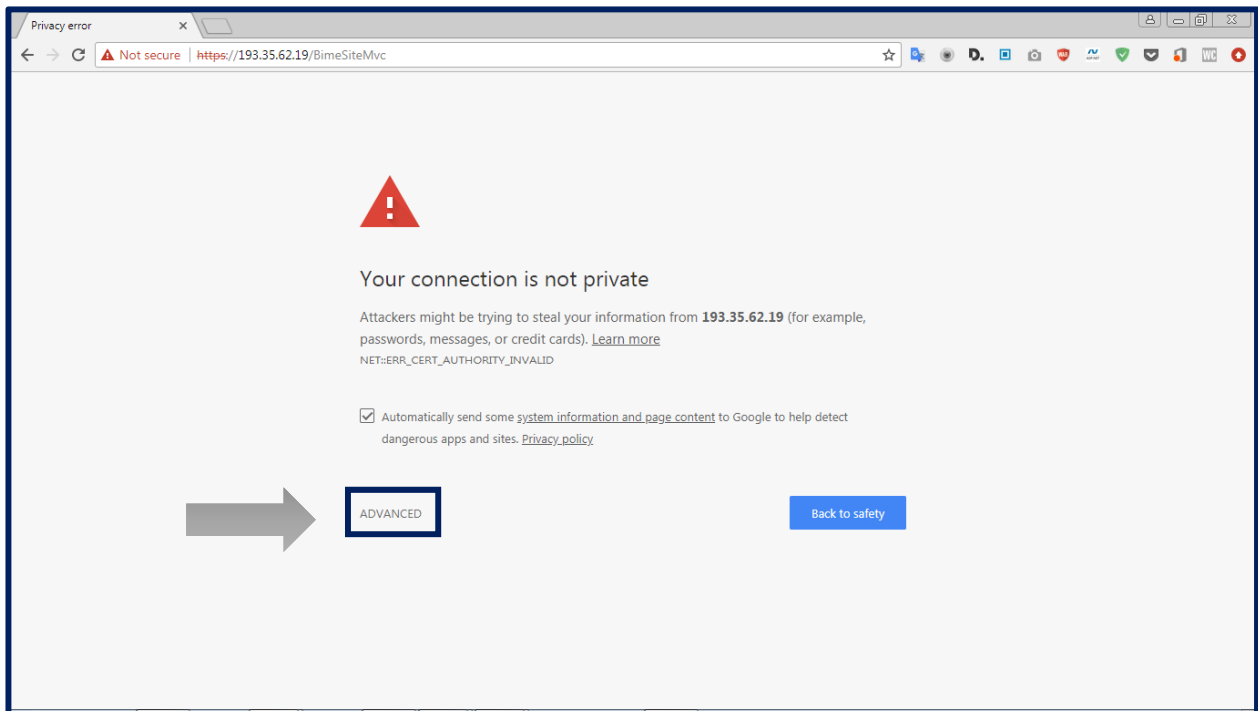 Privacy error
Not secure | https://193.35.62.19/BimeSiteMvc
D.
WC
Your connection is not private
Attackers might be trying to steal your information from 193.35.62.19 (for example,
passwords, messages, or credit cards). Learn more
NET::ERR_CERT_AUTHORITY_INVALID
Automatically send some system information and page content to Google to help detect
dangerous apps and sites. Privacy policy
ADVANCED
Back to safety